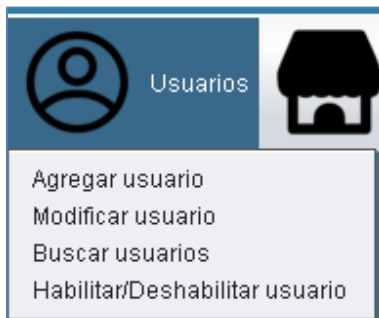 Usuarios
Agregar usuario
Modificar usuario
Buscar usuarios
Habilitar/Deshabilitar usuario